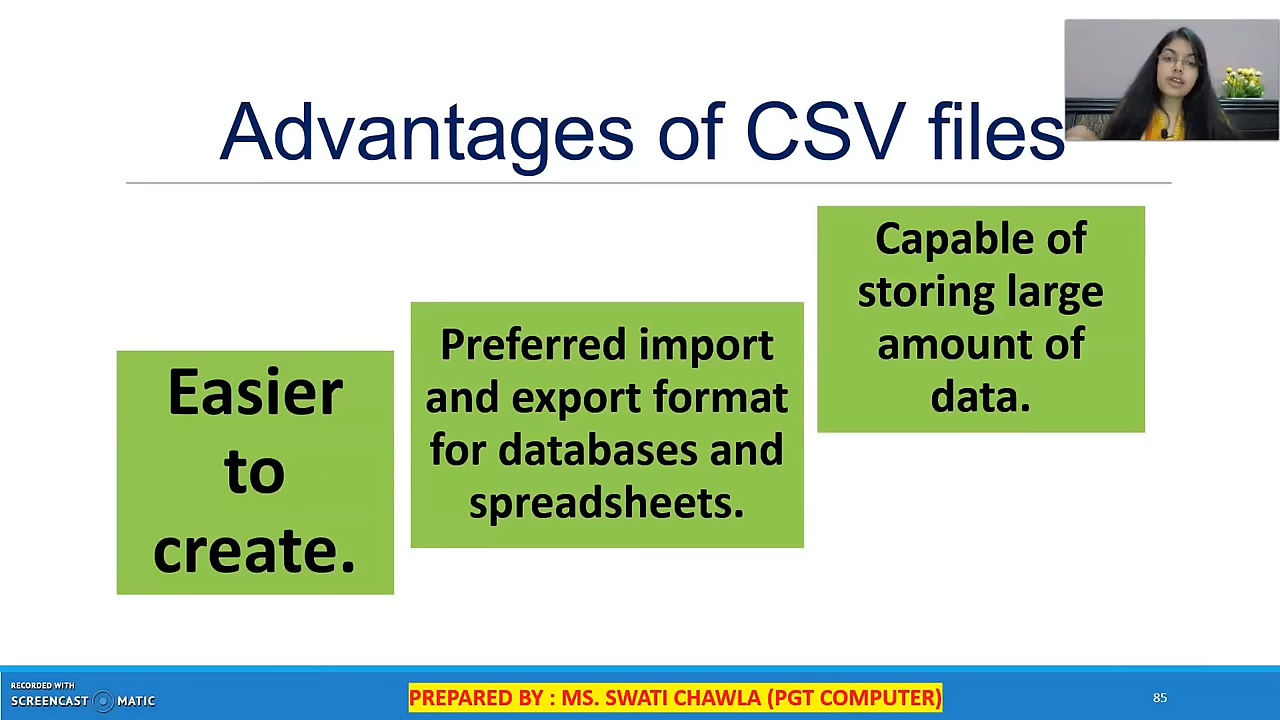 Advantages of CSV files
Easier
to
create.
Preferred import
and export format
for databases and
spreadsheets.
Capable of
storing large
amount of
data.
RECORDED WITH
SCREENCAST MATIC
PREPARED BY : MS. SWATI CHAWLA (PGT COMPUTER)
85